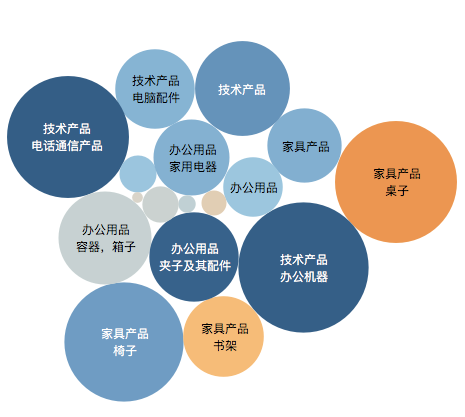 技术产品
电脑配件
技术产品
技术产品
电话通信产品
办公用品
家用电器
家具产品
家具产品
桌子
办公用品
办公用品
容器，箱子
办公用品
夹子及其配件
技术产品
办公机器
家具产品
椅子
家具产品
书架